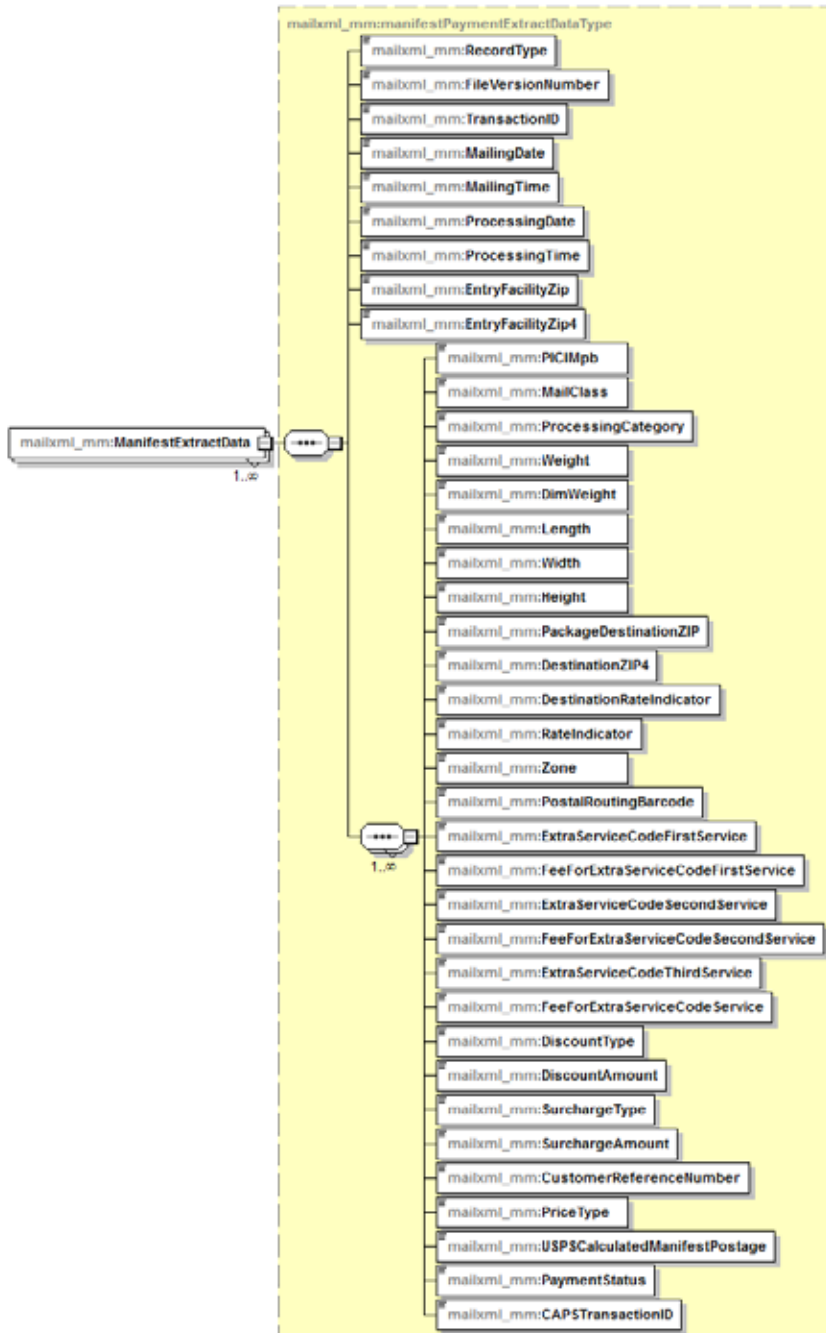 mailxml_mm:manifestPaymentExtractDataType
mailxml_mm:RecordType
mailxml_mm:FileVersionNumber
mailxml_mm:TransactionID
mailxml_mm:MailingDate
mailxml_mm:MailingTime
mailxml_mm:ProcessingDate
mailxml_mm:ProcessingTime
mailxml_mm:EntryFacilityZip
mailxml_mm:EntryFacilityZip4
mailxml_mm:PICIMpb
mailxml_mm:MailClass
mailxml_mm:ProcessingCategory
mailxml_mm:ManifestExtractData
1..∞
mailxml_mm:Weight
mailxml_mm:DimWeight
mailxml_mm:Length
mailxml_mm:Width
mailxml_mm:Height
mailxml_mm:PackageDestinationZIP
mailxml_mm:DestinationZIP4
mailxml_mm:DestinationRateIndicator
mailxml_mm:RateIndicator
mailxml_mm:Zone
mailxml_mm:PostalRoutingBarcode
mailxml_mm:ExtraServiceCodeFirstService
1..∞
mailxml_mm:FeeForExtraServiceCodeFirstService
mailxml_mm:ExtraServiceCodeSecondService
mailxml_mm:FeeForExtraServiceCodeSecondService
mailxml_mm:ExtraServiceCodeThirdService
mailxml_mm:FeeForExtraServiceCodeService
mailxml_mm:DiscountType
mailxml_mm:DiscountAmount
mailxml_mm:SurchargeType
mailxml_mm:SurchargeAmount
mailxml_mm:CustomerReferenceNumber
mailxml_mm:PriceType
mailxml_mm:USPSCalculatedManifestPostage
mailxml_mm:PaymentStatus
mailxml_mm:CAPSTransactionID